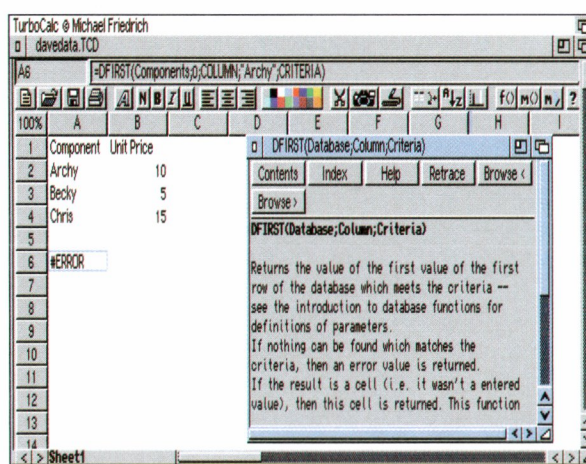 TurboCalc © Michael Friedrich
davedata.TCD
A6 =DFIRST(Components;0;COLUMN;"Archy";CRITERIA)
A N B I U A Z f() M() N ?
100% A B C D E F G H I
1 Component Unit Price
2 Archy 10
3 Becky 5
4 Chris 15
5
6 #ERROR
7
8
9
10
11
12
13
14
DFIRST(Database;Column;Criteria)
Contents Index Help Retrace Browse <
Browse >
DFIRST(Database;Column;Criteria)
Returns the value of the first value of the first
row of the database which meets the criteria --
see the introduction to database functions for
definitions of parameters.
If nothing can be found which matches the
criteria, then an error value is returned.
If the result is a cell (i.e. it wasn't a entered
value), then this cell is returned. This function
Sheet1